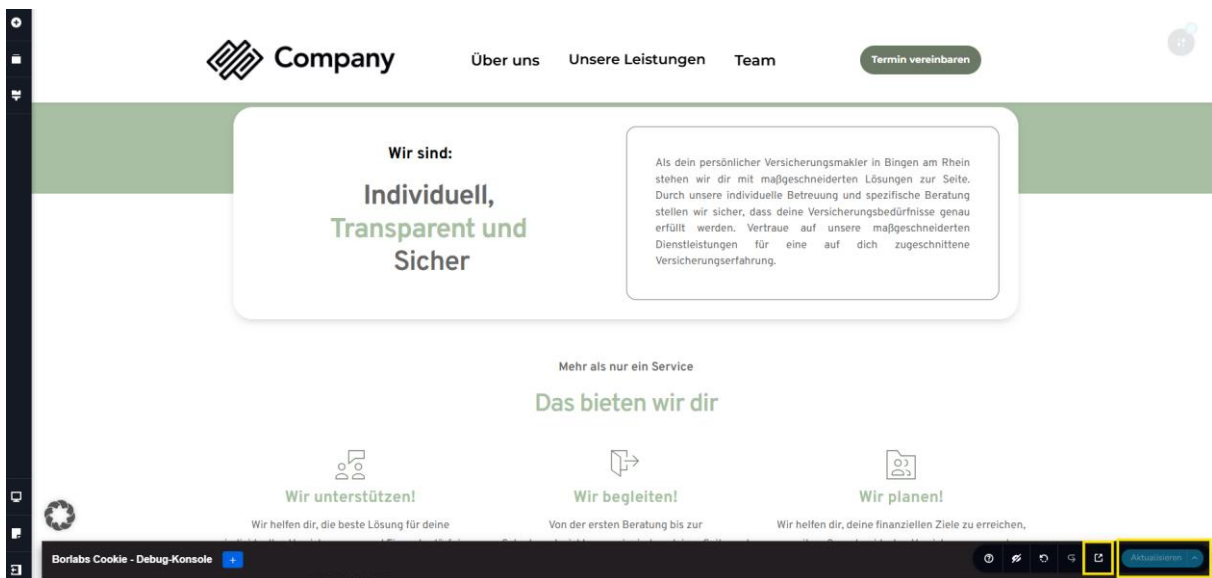 Company
Über uns
Unsere Leistungen
Team
Termin vereinbaren
Wir sind:
Individuell,
Transparent und
Sicher
Als dein persönlicher Versicherungsmakler in Bingen am Rhein
stehen wir dir mit maßgeschneiderten Lösungen zur Seite.
Durch unsere individuelle Betreuung und spezifische Beratung
stellen wir sicher, dass deine Versicherungsbedürfnisse genau
erfüllt werden. Vertraue auf unsere maßgeschneiderten
Dienstleistungen für eine auf dich zugeschnittene
Versicherungserfahrung.
Mehr als nur ein Service
Das bieten wir dir
Wir unterstützen!
Wir helfen dir, die beste Lösung für deine
Wir begleiten!
Von der ersten Beratung bis zur
Wir planen!
Wir helfen dir, deine finanziellen Ziele zu erreichen,
Borlabs Cookie - Debug-Konsole
+
Aktualisieren